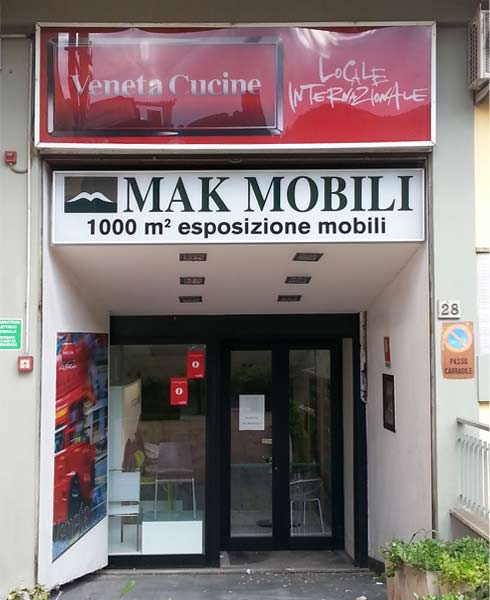 Veneta Cucine
LOCALE
INTERNAZIONALE
MAK MOBILI
1000 m² esposizione mobili
28
PASSO
CARRABILE